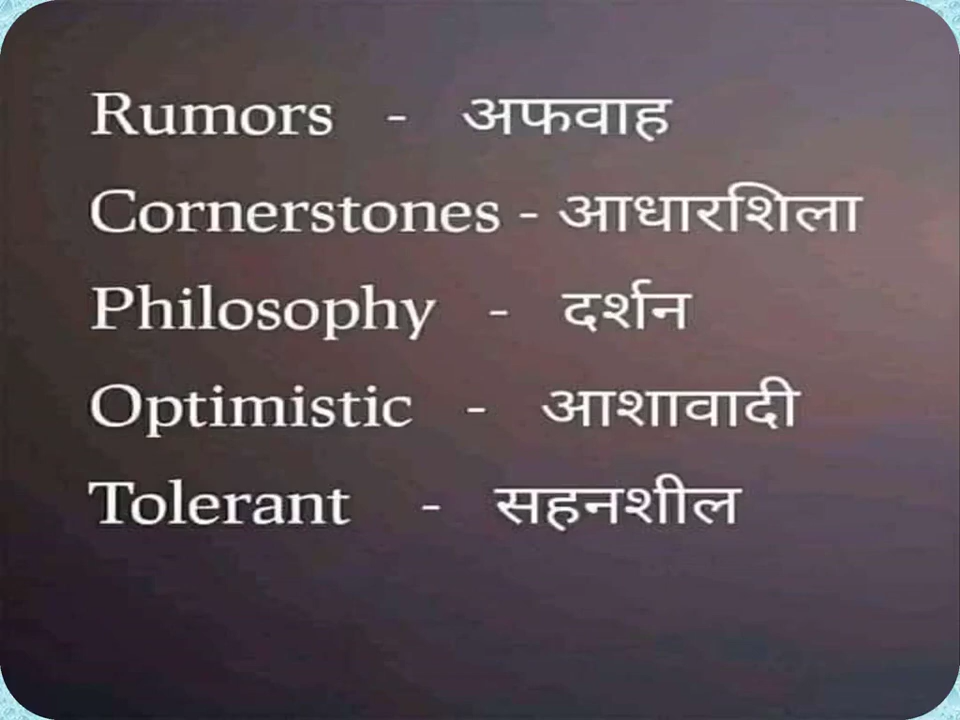 Rumors - अफवाह
Cornerstones - आधारशिला
Philosophy - दर्शन
Optimistic - आशावादी
Tolerant - सहनशील